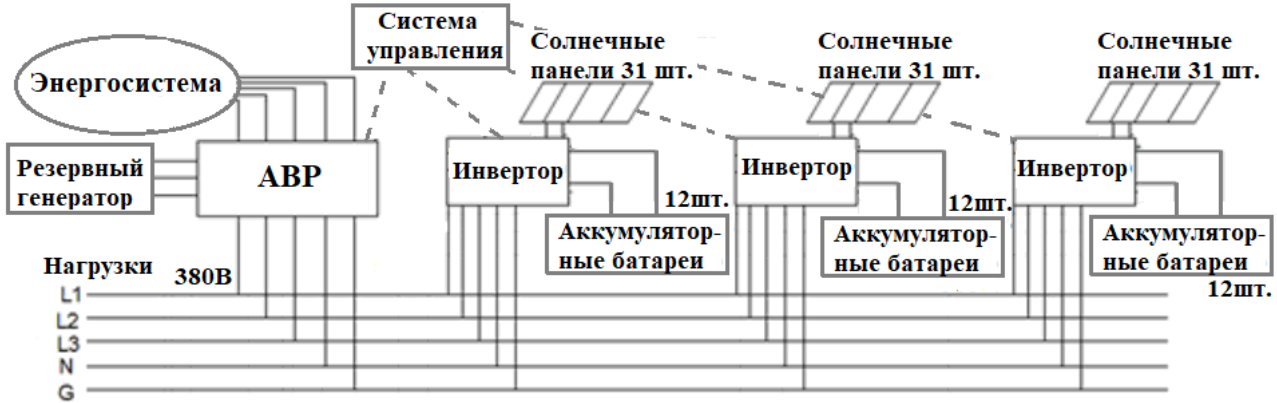 Система
управления
Солнечные
панели 31 шт.
Солнечные
панели 31 шт.
Солнечные
панели 31 шт.
Энергосистема
Резервный
генератор
АВР
Инвертор
Инвертор
Инвертор
12шт.
12шт.
Аккумулятор-
ные батареи
Аккумулятор-
ные батареи
Аккумулятор-
ные батареи
12шт.
Нагрузки
380В
L1
L2
L3
N
G